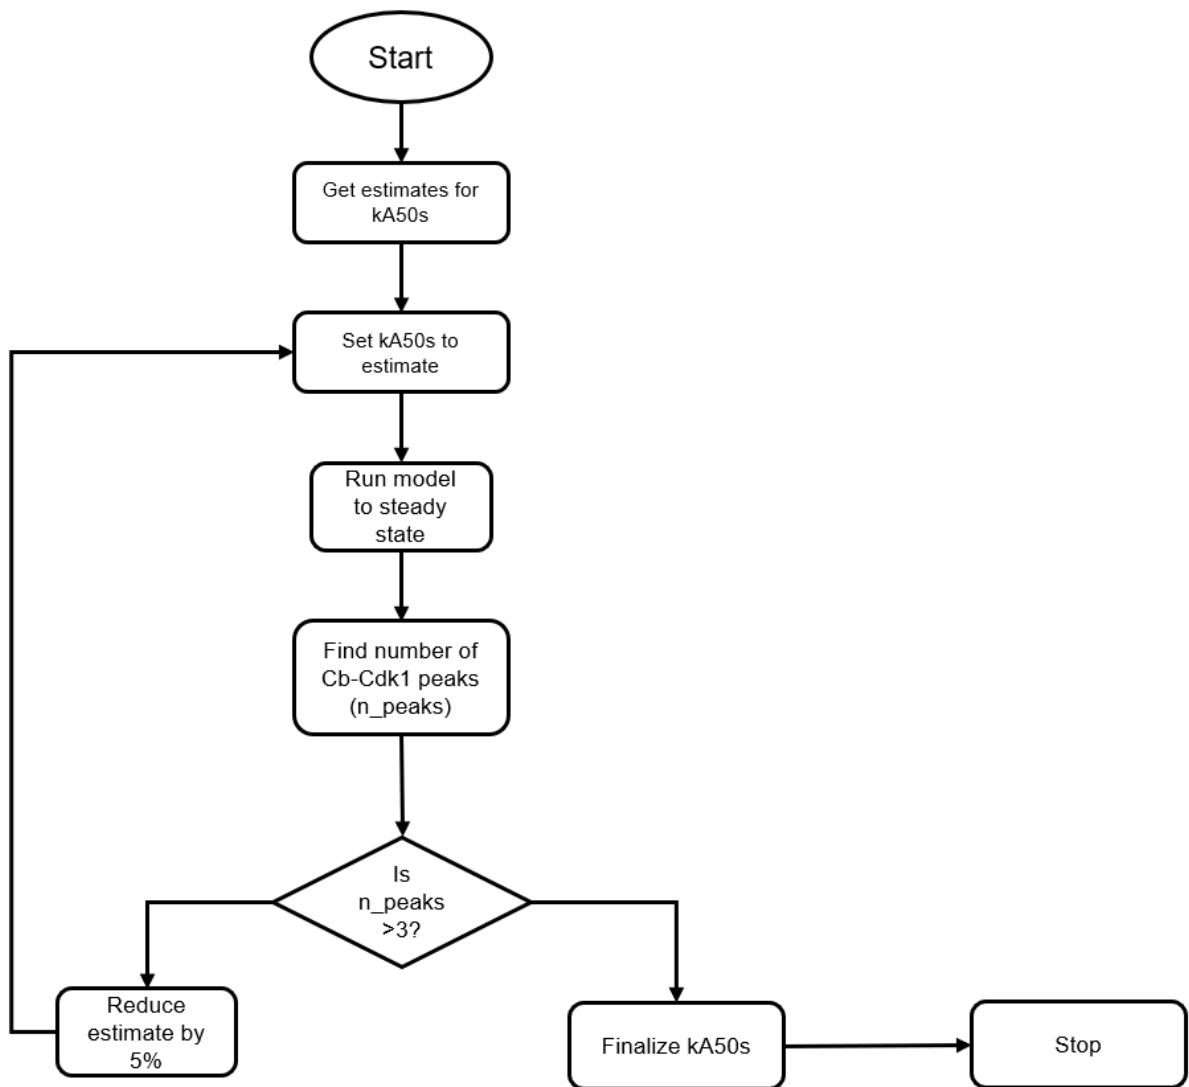 Start
Get estimates for
kA50s
Set kA50s to
estimate
Run model
to steady
state
Find number of
Cb-Cdk1 peaks
(n_peaks)
Is
n_peaks
>3?
Reduce
estimate by
5%
Finalize kA50s
Stop